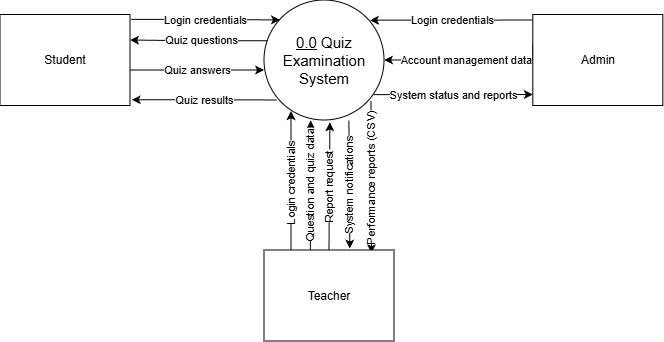 Student
Login credentials
Quiz questions
Quiz answers
Quiz results
0.0 Quiz
Examination
System
Login credentials
Account management data
System status and reports
Admin
Login credentials
Question and quiz data
Report request
System notifications
Performance reports (CSV)
Teacher